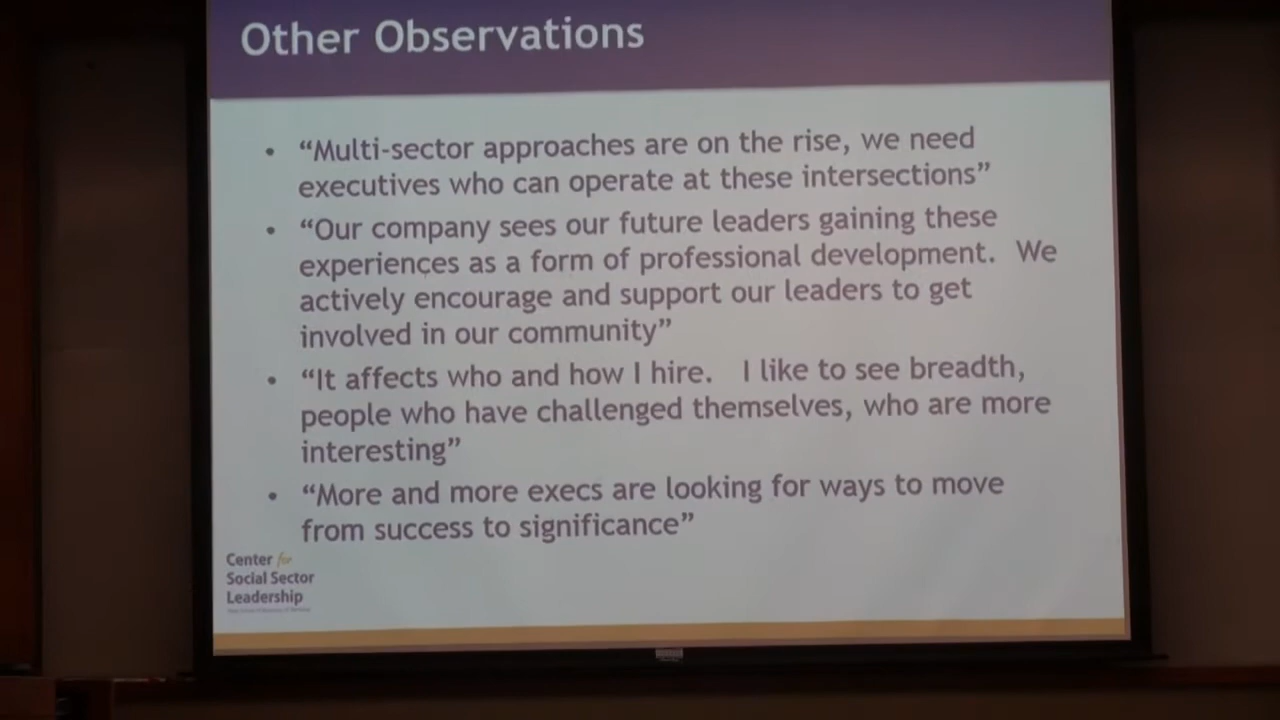 Other Observations
• “Multi-sector approaches are on the rise, we need
executives who can operate at these intersections”
• “Our company sees our future leaders gaining these
experiences as a form of professional development.  We
actively encourage and support our leaders to get
involved in our community”
• “It affects who and how I hire.   I like to see breadth,
people who have challenged themselves, who are more
interesting”
• “More and more execs are looking for ways to move
from success to significance”
Center for
Social Sector
Leadership